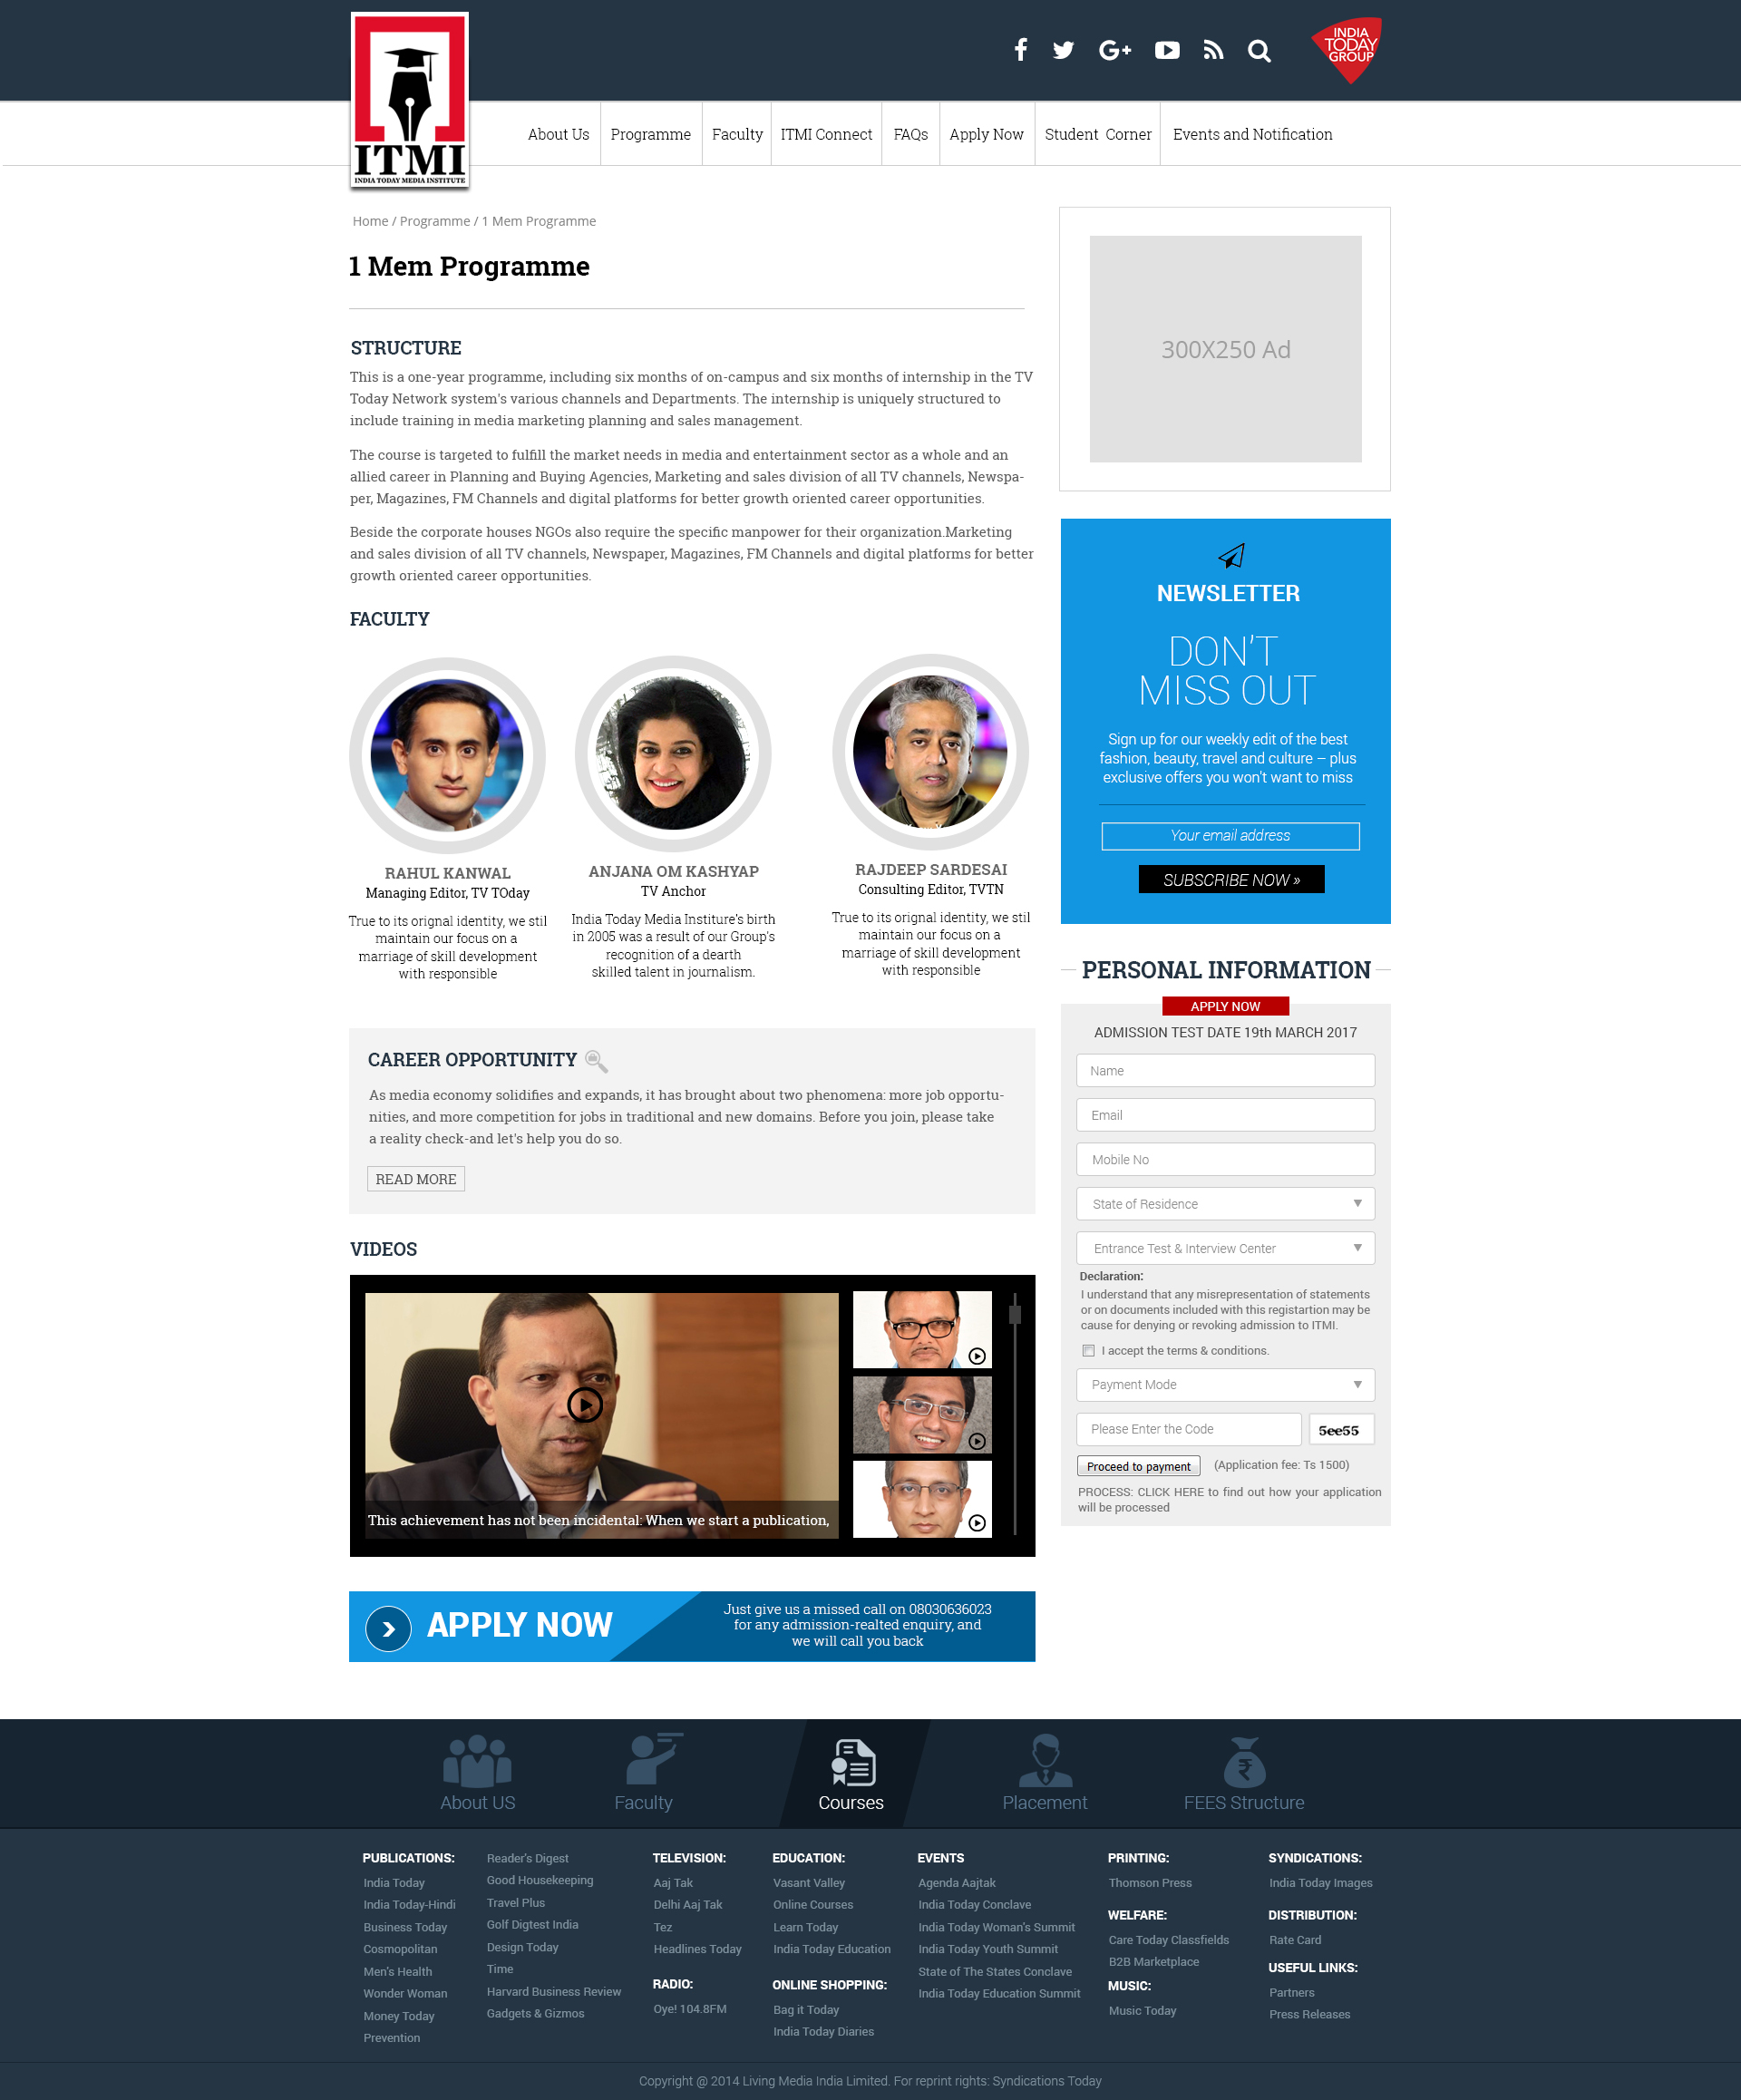 INDIA
TODAY
GROUP
ITMI
INDIA TODAY MEDIA INSTITUTE
About Us
Programme
Faculty
ITMI Connect
FAQs
Apply Now
Student Corner
Events and Notification
Home / Programme / 1 Mem Programme
1 Mem Programme
STRUCTURE
This is a one-year programme, including six months of on-campus and six months of internship in the TV
Today Network system's various channels and Departments. The internship is uniquely structured to
include training in media marketing planning and sales management.
The course is targeted to fulfill the market needs in media and entertainment sector as a whole and an
allied career in Planning and Buying Agencies, Marketing and sales division of all TV channels, Newspa-
per, Magazines, FM Channels and digital platforms for better growth oriented career opportunities.
Beside the corporate houses NGOs also require the specific manpower for their organization.Marketing
and sales division of all TV channels, Newspaper, Magazines, FM Channels and digital platforms for better
growth oriented career opportunities.
FACULTY
RAHUL KANWAL
Managing Editor, TV TOday
True to its orignal identity, we stil
maintain our focus on a
marriage of skill development
with responsible
ANJANA OM KASHYAP
TV Anchor
India Today Media Institure's birth
in 2005 was a result of our Group's
recognition of a dearth
skilled talent in journalism.
RAJDEEP SARDESAI
Consulting Editor, TVTN
True to its orignal identity, we stil
maintain our focus on a
marriage of skill development
with responsible
CAREER OPPORTUNITY
As media economy solidifies and expands, it has brought about two phenomena: more job opportu-
nities, and more competition for jobs in traditional and new domains. Before you join, please take
a reality check-and let's help you do so.
READ MORE
VIDEOS
This achievement has not been incidental: When we start a publication,
APPLY NOW
Just give us a missed call on 08030636023
for any admission-realted enquiry, and
we will call you back
300X250 Ad
NEWSLETTER
DON'T
MISS OUT
Sign up for our weekly edit of the best
fashion, beauty, travel and culture – plus
exclusive offers you won't want to miss
Your email address
SUBSCRIBE NOW »
PERSONAL INFORMATION
APPLY NOW
ADMISSION TEST DATE 19th MARCH 2017
Name
Email
Mobile No
State of Residence
Entrance Test & Interview Center
Declaration:
I understand that any misrepresentation of statements
or on documents included with this registartion may be
cause for denying or revoking admission to ITMI.
I accept the terms & conditions.
Payment Mode
Please Enter the Code
5ee55
Proceed to payment
(Application fee: Ts 1500)
PROCESS: CLICK HERE to find out how your application
will be processed
About US
Faculty
Courses
Placement
FEES Structure
PUBLICATIONS:
India Today
India Today-Hindi
Business Today
Cosmopolitan
Men's Health
Wonder Woman
Money Today
Prevention
Reader's Digest
Good Housekeeping
Travel Plus
Golf Digtest India
Design Today
Time
Harvard Business Review
Gadgets & Gizmos
TELEVISION:
Aaj Tak
Delhi Aaj Tak
Tez
Headlines Today
RADIO:
Oye! 104.8FM
EDUCATION:
Vasant Valley
Online Courses
Learn Today
India Today Education
ONLINE SHOPPING:
Bag it Today
India Today Diaries
EVENTS
Agenda Aajtak
India Today Conclave
India Today Woman's Summit
India Today Youth Summit
State of The States Conclave
India Today Education Summit
PRINTING:
Thomson Press
WELFARE:
Care Today Classfields
B2B Marketplace
MUSIC:
Music Today
SYNDICATIONS:
India Today Images
DISTRIBUTION:
Rate Card
USEFUL LINKS:
Partners
Press Releases
Copyright @ 2014 Living Media India Limited. For reprint rights: Syndications Today